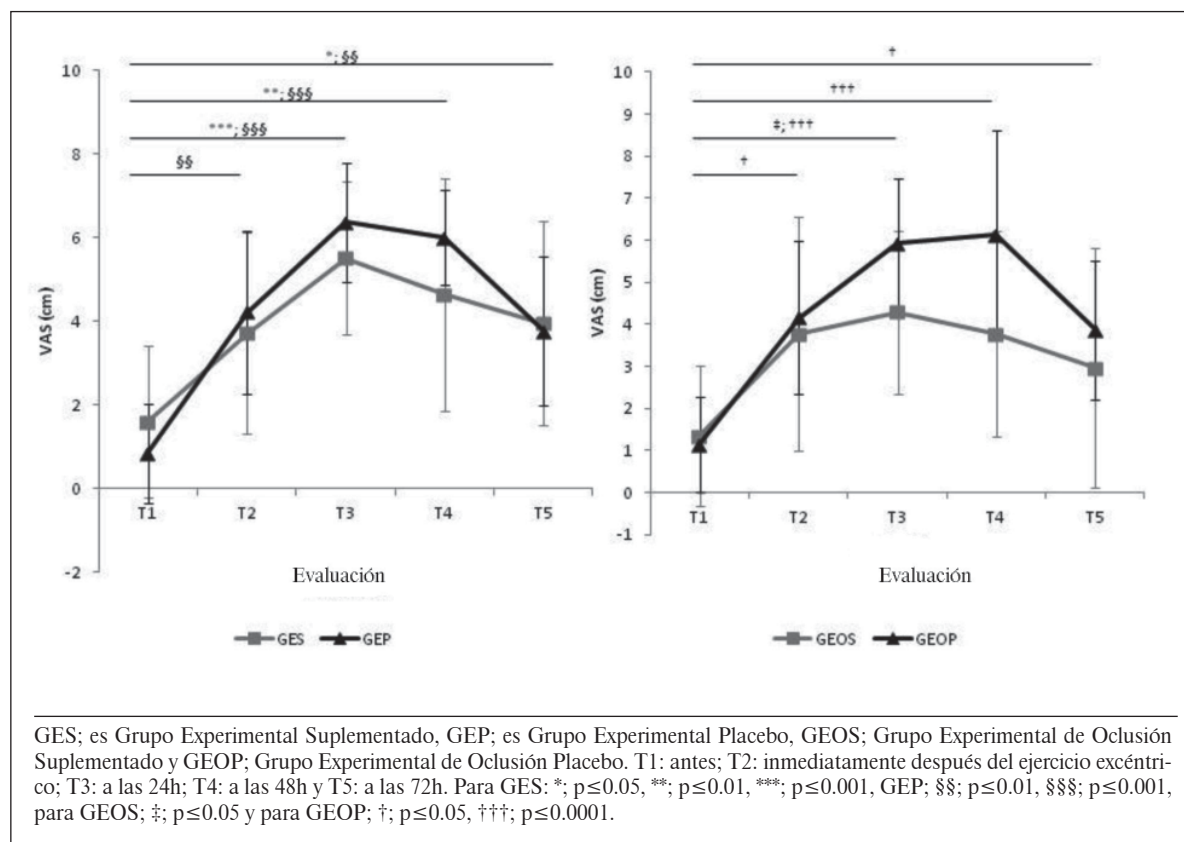 *; §§
**; §§§
***; §§§
§§
10
8
6
4
2
0
-2
VAS (cm)
T1 T2 T3 T4 T5
Evaluación
GES GEP
†
†††
‡; †††
†
10
9
8
7
6
5
4
3
2
1
0
-1
VAS (cm)
T1 T2 T3 T4 T5
Evaluación
GEOS GEOP
GES; es Grupo Experimental Suplementado, GEP; es Grupo Experimental Placebo, GEOS; Grupo Experimental de Oclusión
Suplementado y GEOP; Grupo Experimental de Oclusión Placebo. T1: antes; T2: inmediatamente después del ejercicio excéntri-
co; T3: a las 24h; T4: a las 48h y T5: a las 72h. Para GES: *; p≤0.05, **; p≤0.01, ***; p≤0.001, GEP; §§; p≤0.01, §§§; p≤0.001,
para GEOS; ‡; p≤0.05 y para GEOP; †; p≤0.05, †††; p≤0.0001.